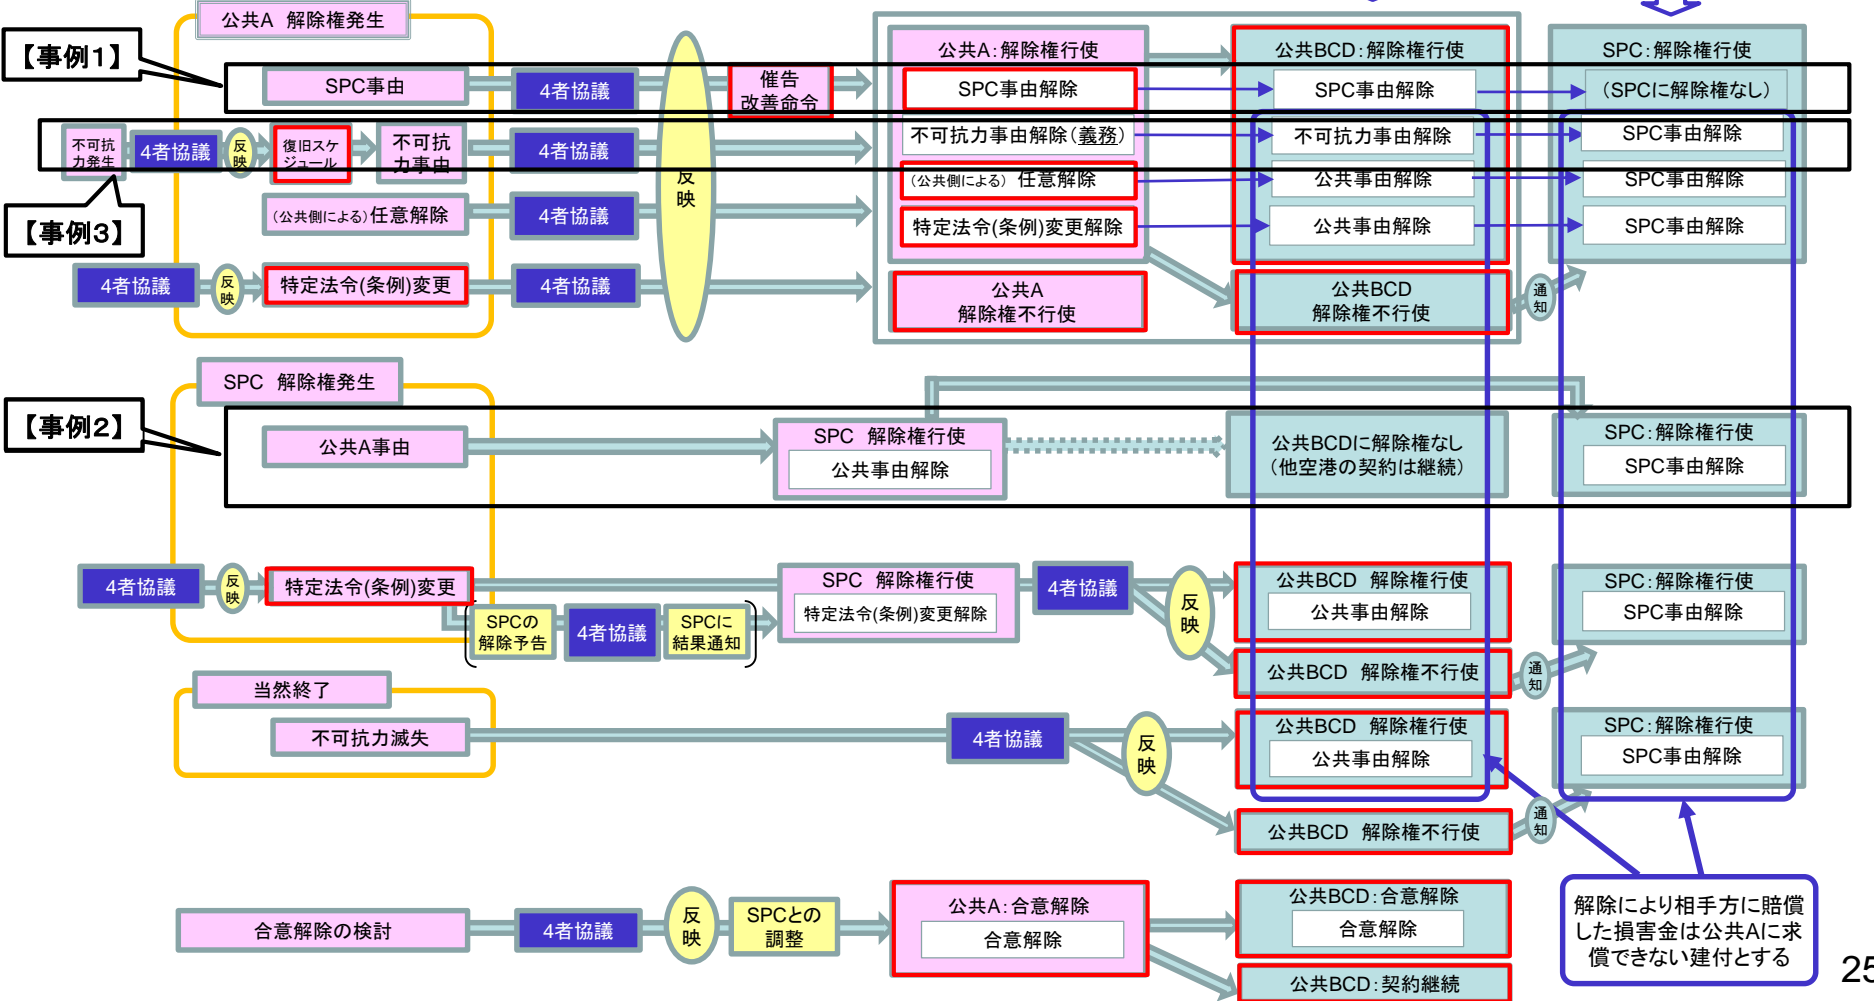 公共A 解除権発生
【事例1】
SPC事由
4者協議
催告
改善命令
公共A:解除権行使
SPC事由解除
公共BCD:解除権行使
SPC事由解除
SPC:解除権行使
(SPCに解除権なし)
不可抗
力発生
4者協議
反
映
復旧スケ
ジュール
不可抗
力事由
4者協議
反
映
不可抗力事由解除(義務)
不可抗力事由解除
SPC事由解除
【事例3】
(公共側による)任意解除
4者協議
(公共側による) 任意解除
公共事由解除
SPC事由解除
特定法令(条例)変更解除
公共事由解除
SPC事由解除
4者協議
反
映
特定法令(条例)変更
4者協議
公共A
解除権不行使
公共BCD
解除権不行使
通
知
SPC 解除権発生
【事例2】
公共A事由
SPC 解除権行使
公共事由解除
公共BCDに解除権なし
(他空港の契約は継続)
SPC:解除権行使
SPC事由解除
4者協議
反
映
特定法令(条例)変更
SPCの
解除予告
4者協議
SPCに
結果通知
SPC 解除権行使
特定法令(条例)変更解除
4者協議
反
映
公共BCD 解除権行使
公共事由解除
SPC:解除権行使
SPC事由解除
公共BCD 解除権不行使
通
知
当然終了
不可抗力滅失
4者協議
反
映
公共BCD 解除権行使
公共事由解除
SPC:解除権行使
SPC事由解除
公共BCD 解除権不行使
通
知
合意解除の検討
4者協議
反
映
SPCとの
調整
公共A:合意解除
合意解除
公共BCD:合意解除
合意解除
公共BCD:契約継続
解除により相手方に賠償
した損害金は公共Aに求
償できない建付とする
25